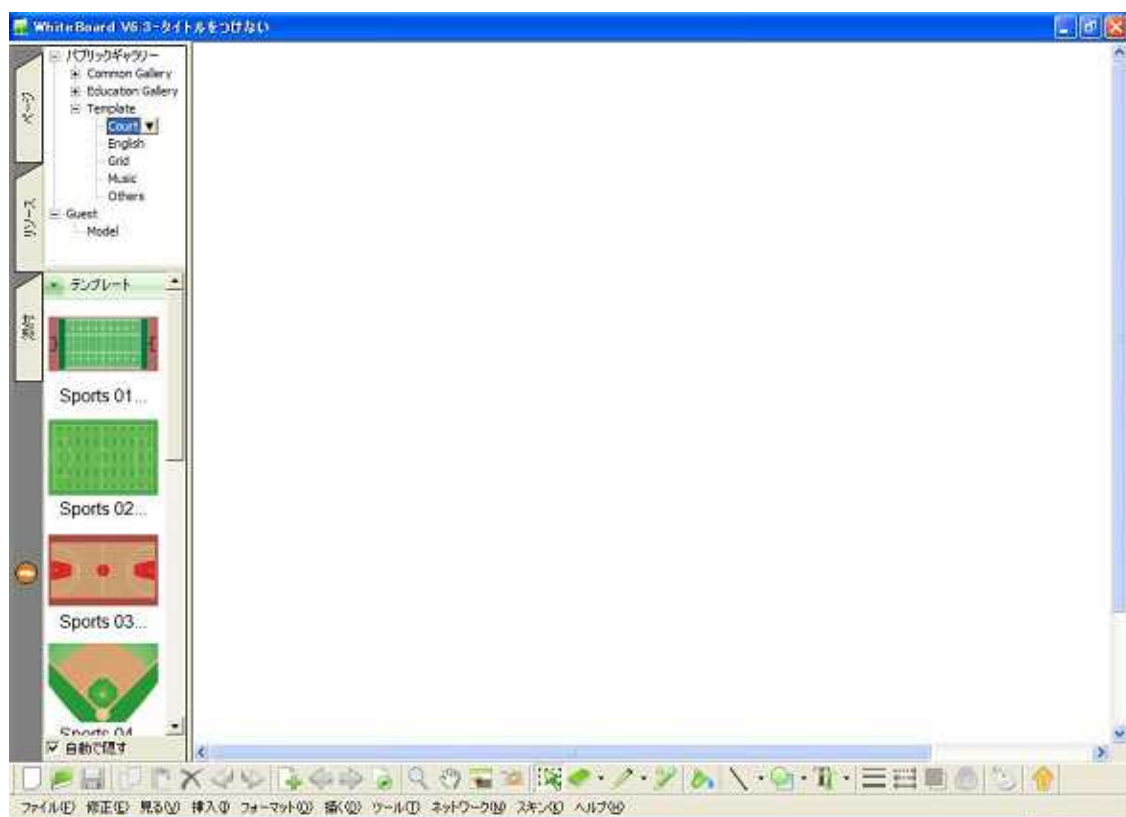 WhiteBoard V6.3-タイトルをつけない
ページ
リソース
添付
パブリックギャラリー
Common Gallery
Education Gallery
Template
Court
English
Grid
Music
Others
Guest
Model
テンプレート
Sports 01...
Sports 02...
Sports 03...
Sports 04
自動で隠す
ファイル(F) 修正(E) 見る(V) 挿入(I) フォーマット(O) 描く(D) ツール(T) ネットワーク(N) スキン(K) ヘルプ(H)